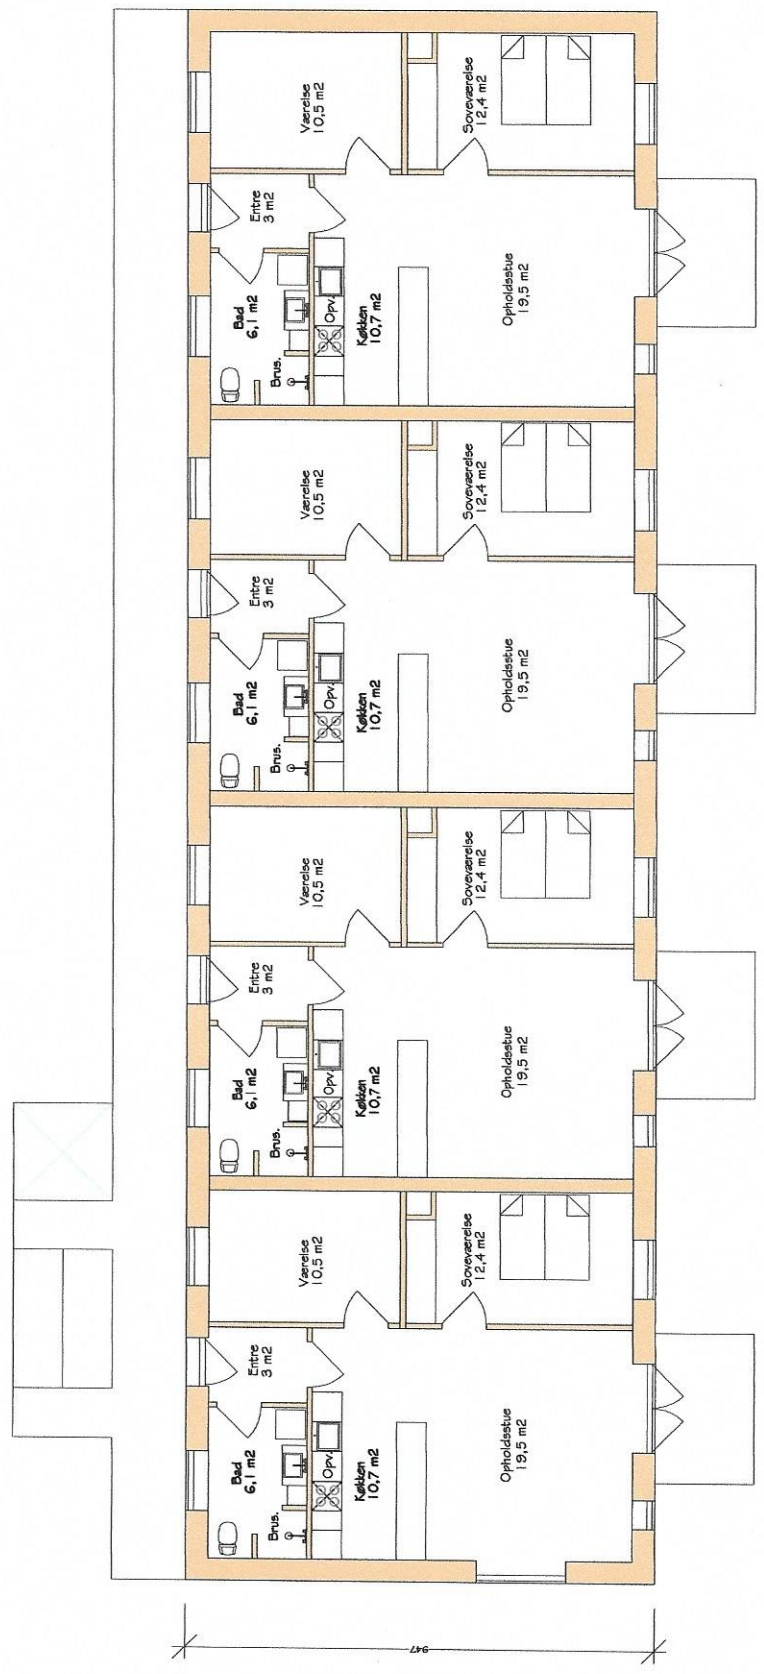 Værelse
10,5 m2
Soveværelse
12,4 m2
Entre
3 m2
Bad
6,1 m2
Brus.
Opv.
Køkken
10,7 m2
Opholdsstue
19,5 m2
Værelse
10,5 m2
Soveværelse
12,4 m2
Entre
3 m2
Bad
6,1 m2
Brus.
Opv.
Køkken
10,7 m2
Opholdsstue
19,5 m2
Værelse
10,5 m2
Soveværelse
12,4 m2
Entre
3 m2
Bad
6,1 m2
Brus.
Opv.
Køkken
10,7 m2
Opholdsstue
19,5 m2
Værelse
10,5 m2
Soveværelse
12,4 m2
Entre
3 m2
Bad
6,1 m2
Brus.
Opv.
Køkken
10,7 m2
Opholdsstue
19,5 m2
947